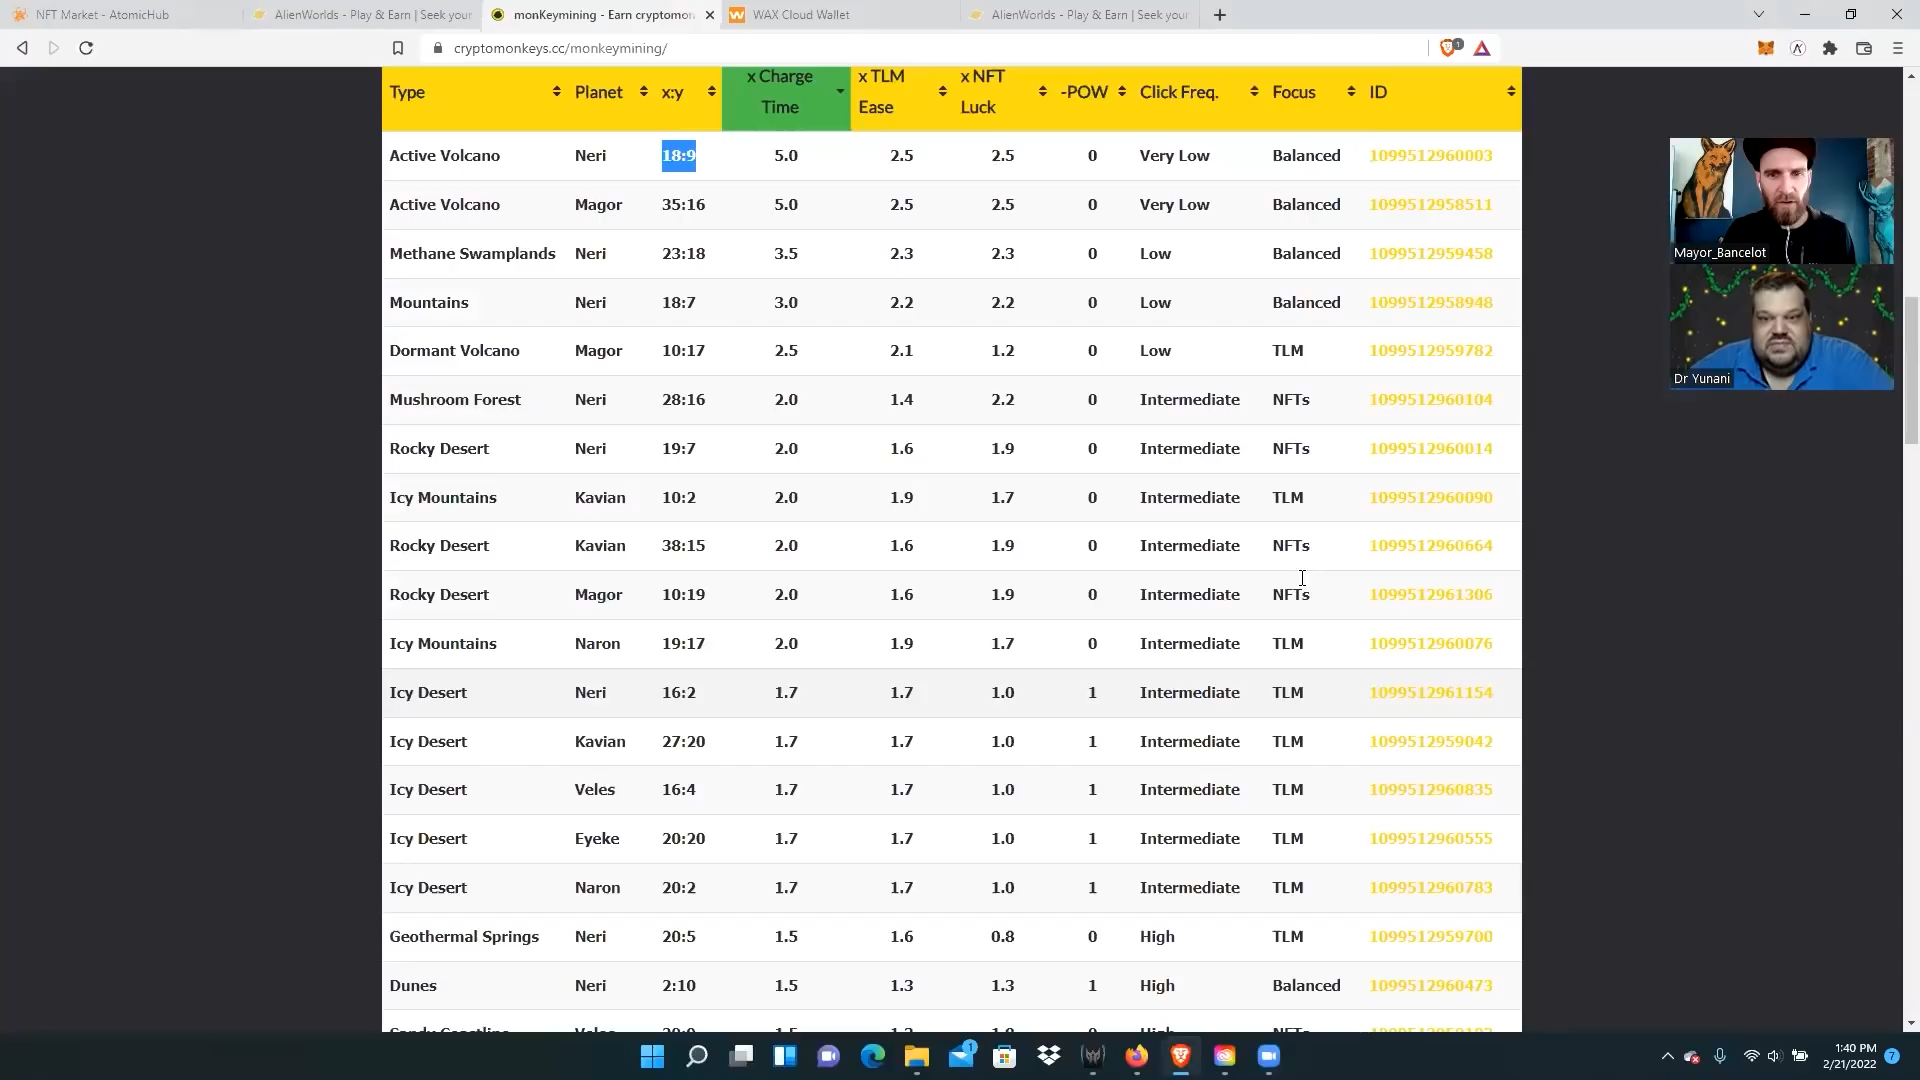 NFT Market - AtomicHub
AlienWorlds - Play & Earn | Seek your
monKeymining - Earn cryptomon
WAX Cloud Wallet
AlienWorlds - Play & Earn | Seek your
cryptomonkeys.cc/monkeymining/
1
Type Planet x:y x Charge Time x TLM Ease x NFT Luck -POW Click Freq. Focus ID
Active Volcano Neri 18:9 5.0 2.5 2.5 0 Very Low Balanced 1099512960003
Active Volcano Magor 35:16 5.0 2.5 2.5 0 Very Low Balanced 1099512958511
Methane Swamplands Neri 23:18 3.5 2.3 2.3 0 Low Balanced 1099512959458
Mountains Neri 18:7 3.0 2.2 2.2 0 Low Balanced 1099512958948
Dormant Volcano Magor 10:17 2.5 2.1 1.2 0 Low TLM 1099512959782
Mushroom Forest Neri 28:16 2.0 1.4 2.2 0 Intermediate NFTs 1099512960104
Rocky Desert Neri 19:7 2.0 1.6 1.9 0 Intermediate NFTs 1099512960014
Icy Mountains Kavian 10:2 2.0 1.9 1.7 0 Intermediate TLM 1099512960090
Rocky Desert Kavian 38:15 2.0 1.6 1.9 0 Intermediate NFTs 1099512960664
Rocky Desert Magor 10:19 2.0 1.6 1.9 0 Intermediate NFTs 1099512961306
Icy Mountains Naron 19:17 2.0 1.9 1.7 0 Intermediate TLM 1099512960076
Icy Desert Neri 16:2 1.7 1.7 1.0 1 Intermediate TLM 1099512961154
Icy Desert Kavian 27:20 1.7 1.7 1.0 1 Intermediate TLM 1099512959042
Icy Desert Veles 16:4 1.7 1.7 1.0 1 Intermediate TLM 1099512960835
Icy Desert Eyeke 20:20 1.7 1.7 1.0 1 Intermediate TLM 1099512960555
Icy Desert Naron 20:2 1.7 1.7 1.0 1 Intermediate TLM 1099512960783
Geothermal Springs Neri 20:5 1.5 1.6 0.8 0 High TLM 1099512959700
Dunes Neri 2:10 1.5 1.3 1.3 1 High Balanced 1099512960473
Mayor_Bancelot
Dr Yunani
1
1:40 PM
2/21/2022
7